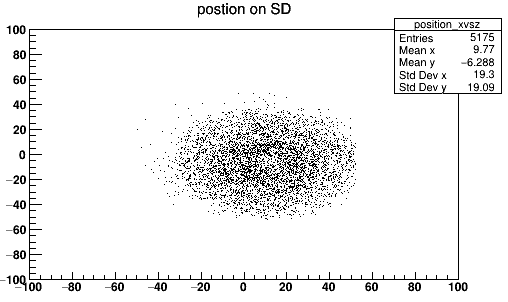 postion on SD
position_xvsz
Entries 5175
Mean x 9.77
Mean y −6.288
Std Dev x 19.3
Std Dev y 19.09
100
80
60
40
20
0
−20
−40
−60
−80
−100
−100 −80 −60 −40 −20 0 20 40 60 80 100